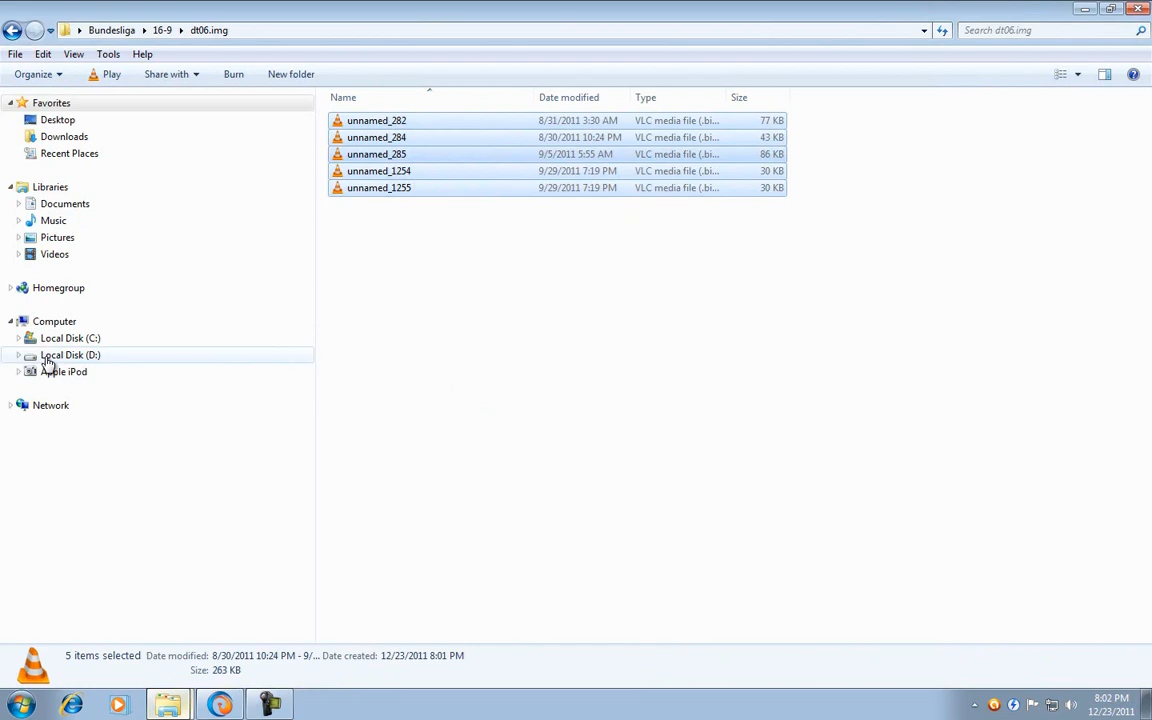 Bundesliga 16-9 dt06.img Search dt06.img
File Edit View Tools Help
Organize Play Share with Burn New folder
Favorites
Desktop
Downloads
Recent Places
Libraries
Documents
Music
Pictures
Videos
Homegroup
Computer
Local Disk (C:)
Local Disk (D:)
Apple iPod
Network
Name Date modified Type Size
unnamed_282 8/31/2011 3:30 AM VLC media file (.bi... 77 KB
unnamed_284 8/30/2011 10:24 PM VLC media file (.bi... 43 KB
unnamed_285 9/5/2011 5:55 AM VLC media file (.bi... 86 KB
unnamed_1254 9/29/2011 7:19 PM VLC media file (.bi... 30 KB
unnamed_1255 9/29/2011 7:19 PM VLC media file (.bi... 30 KB
5 items selected Date modified: 8/30/2011 10:24 PM - 9/... Date created: 12/23/2011 8:01 PM
Size: 263 KB
8:02 PM
12/23/2011